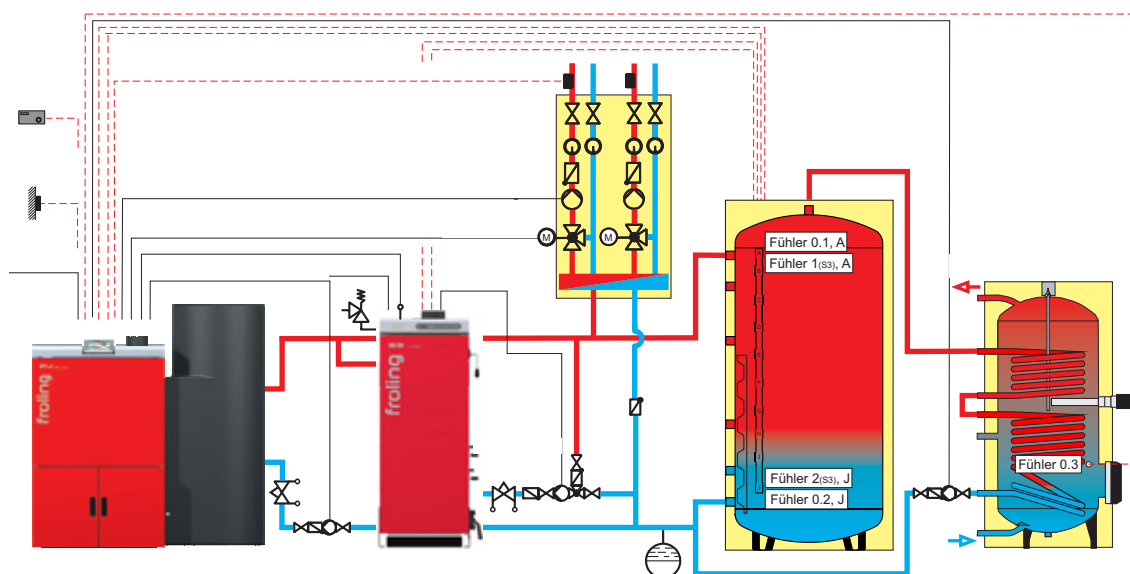 M
M
Fühler 0.1, A
Fühler 1(S3), A
A
B
C
D
E
F
G
H
I
J
Fühler 2(S3), J
Fühler 0.2, J
Fühler 0.3
froling
froling